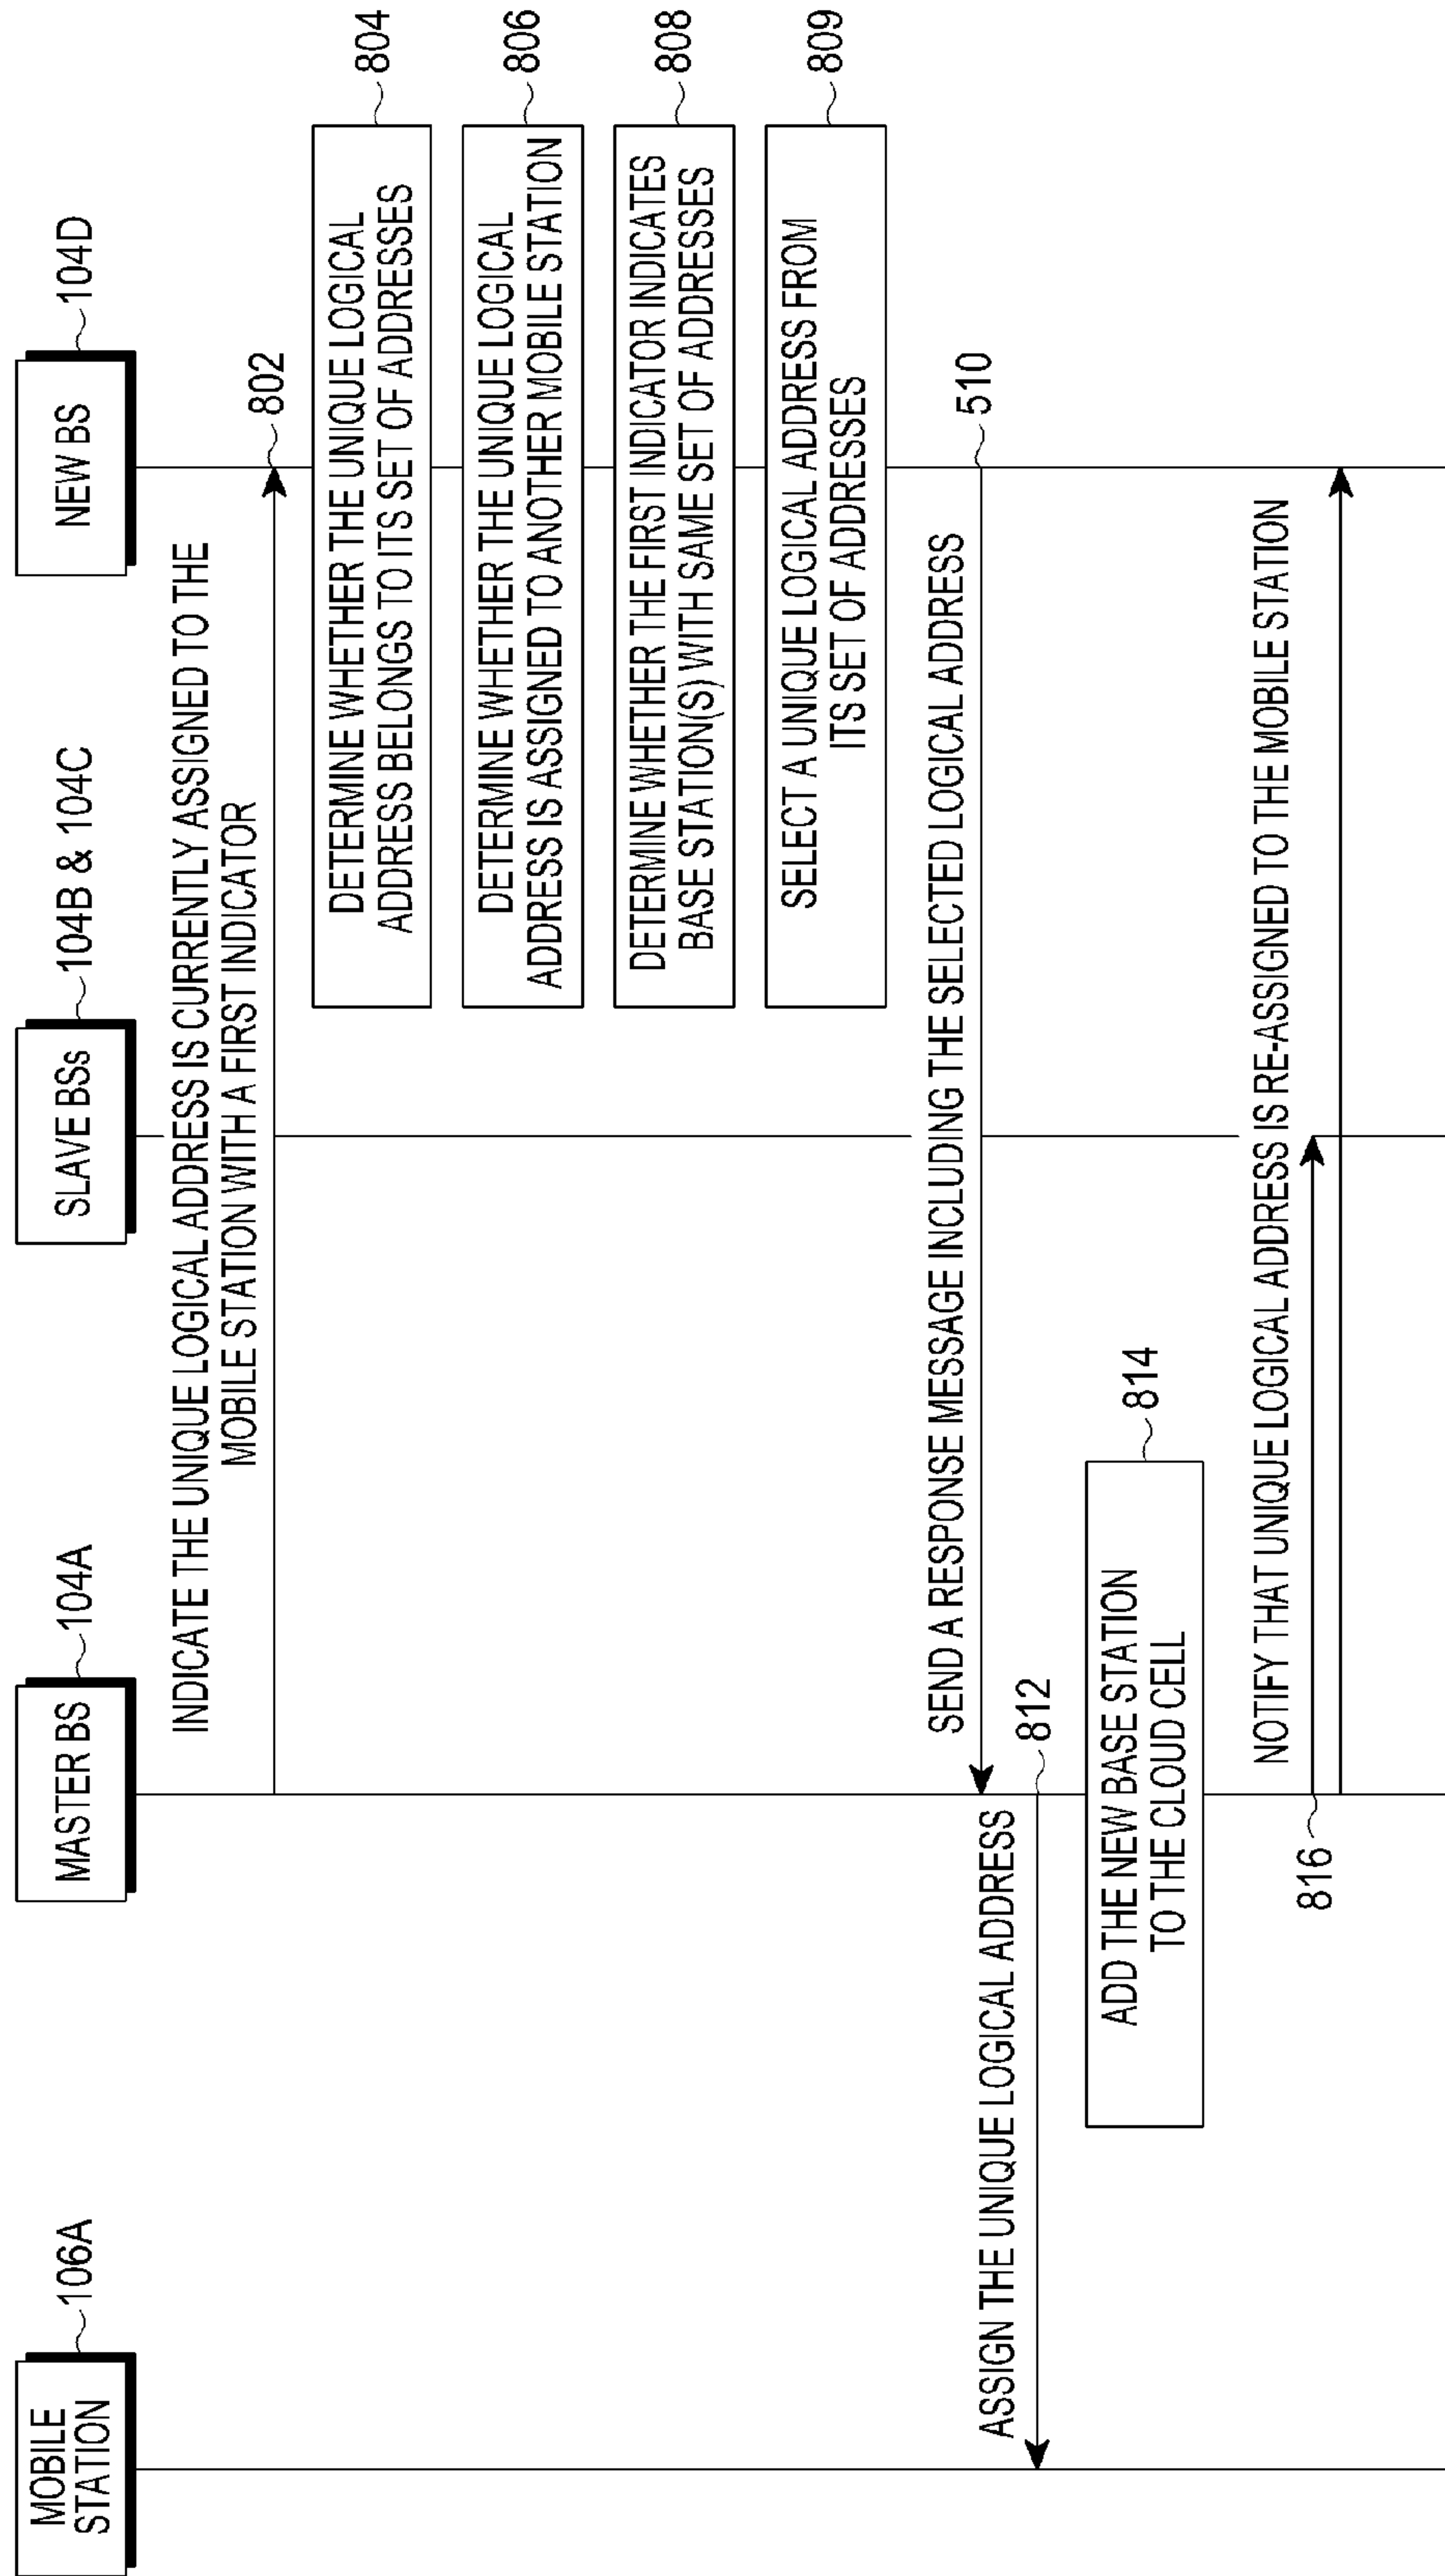 MOBILE
STATION
106A
MASTER BS
104A
SLAVE BSs
104B & 104C
NEW BS
104D
INDICATE THE UNIQUE LOGICAL ADDRESS IS CURRENTLY ASSIGNED TO THE
MOBILE STATION WITH A FIRST INDICATOR
802
DETERMINE WHETHER THE UNIQUE LOGICAL
ADDRESS BELONGS TO ITS SET OF ADDRESSES
804
DETERMINE WHETHER THE UNIQUE LOGICAL
ADDRESS IS ASSIGNED TO ANOTHER MOBILE STATION
806
DETERMINE WHETHER THE FIRST INDICATOR INDICATES
BASE STATION(S) WITH SAME SET OF ADDRESSES
808
SELECT A UNIQUE LOGICAL ADDRESS FROM
ITS SET OF ADDRESSES
809
SEND A RESPONSE MESSAGE INCLUDING THE SELECTED LOGICAL ADDRESS
510
ASSIGN THE UNIQUE LOGICAL ADDRESS
812
ADD THE NEW BASE STATION
TO THE CLOUD CELL
814
NOTIFY THAT UNIQUE LOGICAL ADDRESS IS RE-ASSIGNED TO THE MOBILE STATION
816